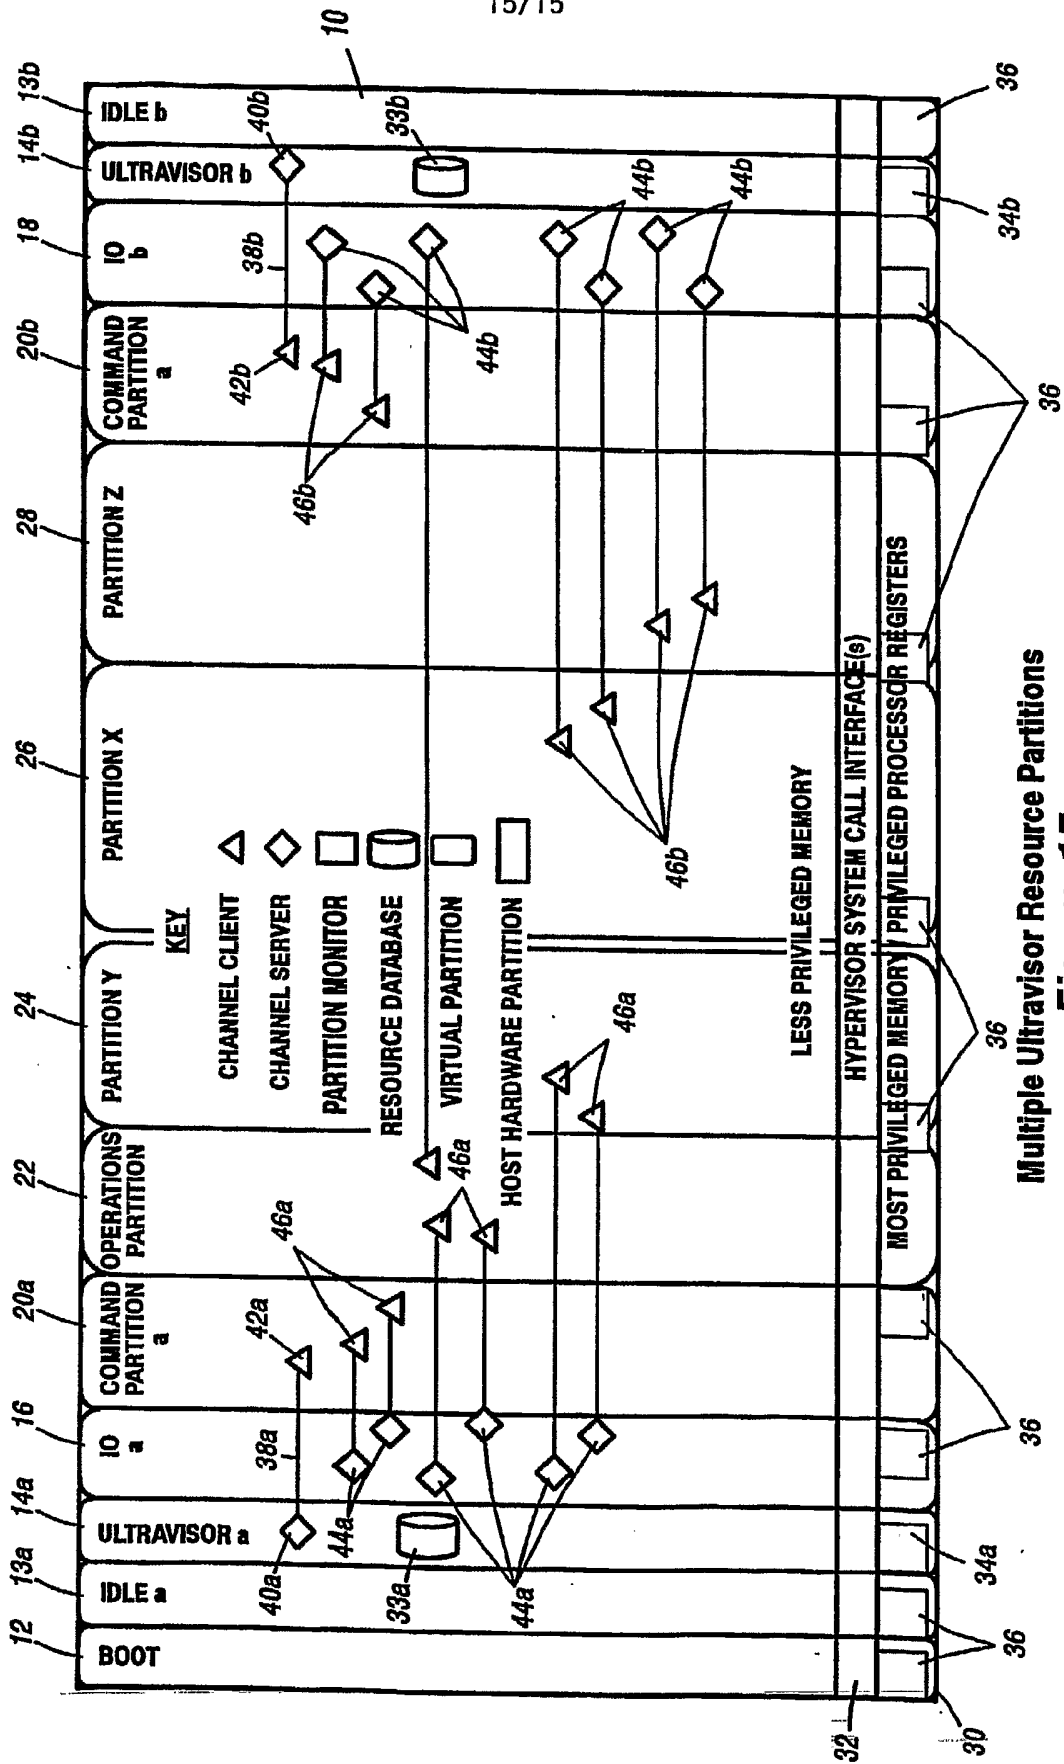 15/15
12
13a
14a
16
20a
22
24
26
28
20b
18
14b
13b
BOOT
IDLE a
ULTRAVISOR a
IO
a
COMMAND
PARTITION
a
OPERATIONS
PARTITION
PARTITION Y
PARTITION X
PARTITION Z
COMMAND
PARTITION
a
IO
b
ULTRAVISOR b
IDLE b
10
KEY
CHANNEL CLIENT
CHANNEL SERVER
PARTITION MONITOR
RESOURCE DATABASE
VIRTUAL PARTITION
HOST HARDWARE PARTITION
40a
38a
42a
46a
44a
33a
46a
44a
46a
42b
38b
40b
46b
44b
33b
44b
44b
46b
LESS PRIVILEGED MEMORY
32
HYPERVISOR SYSTEM CALL INTERFACE(s)
MOST PRIVILEGED MEMORY / PRIVILEGED PROCESSOR REGISTERS
30
36
34a
36
36
36
34b
36
Multiple Ultravisor Resource Partitions